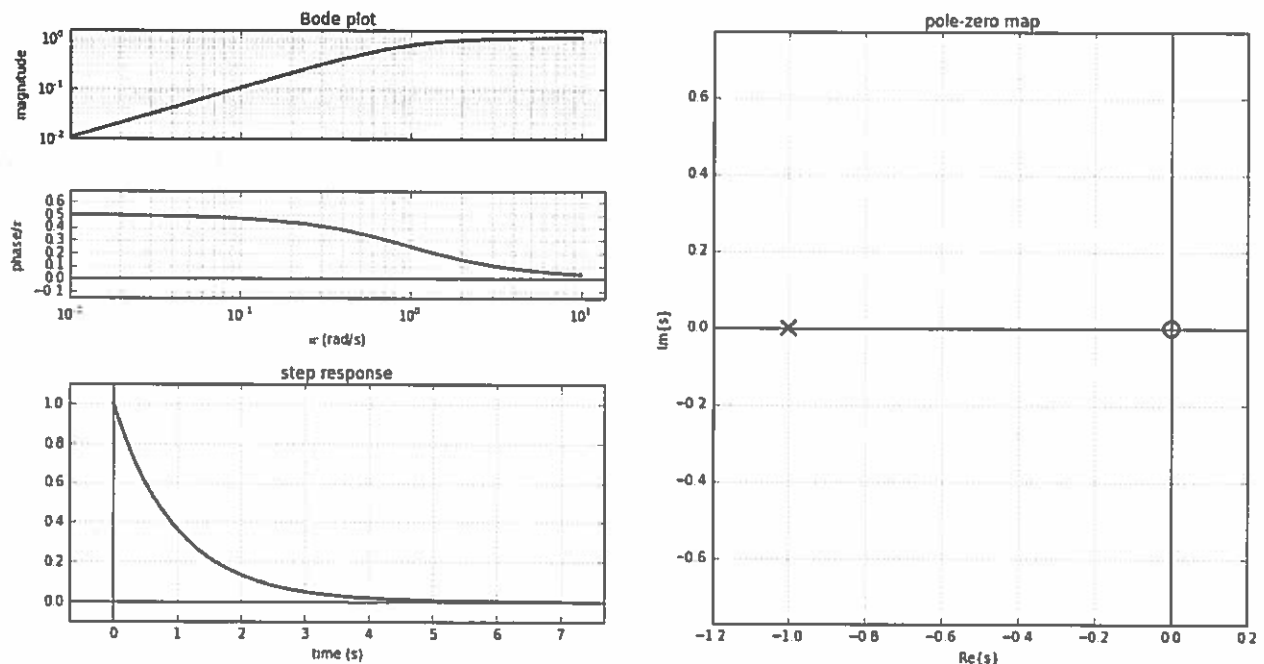 Bode plot
magnitude
10⁰
10⁻¹
10⁻²
phase/π
0.6
0.5
0.4
0.3
0.2
0.1
0.0
−0.1
10⁰
10¹
(rad/s)
step response
1.0
0.8
0.6
0.4
0.2
0.0
0 1 2 3 4 5 6 7
time (s)
pole-zero map
Im{s}
0.6
0.4
0.2
0.0
−0.2
−0.4
−0.6
−1.2 −1.0 −0.8 −0.6 −0.4 −0.2 0.0 0.2
Re{s}